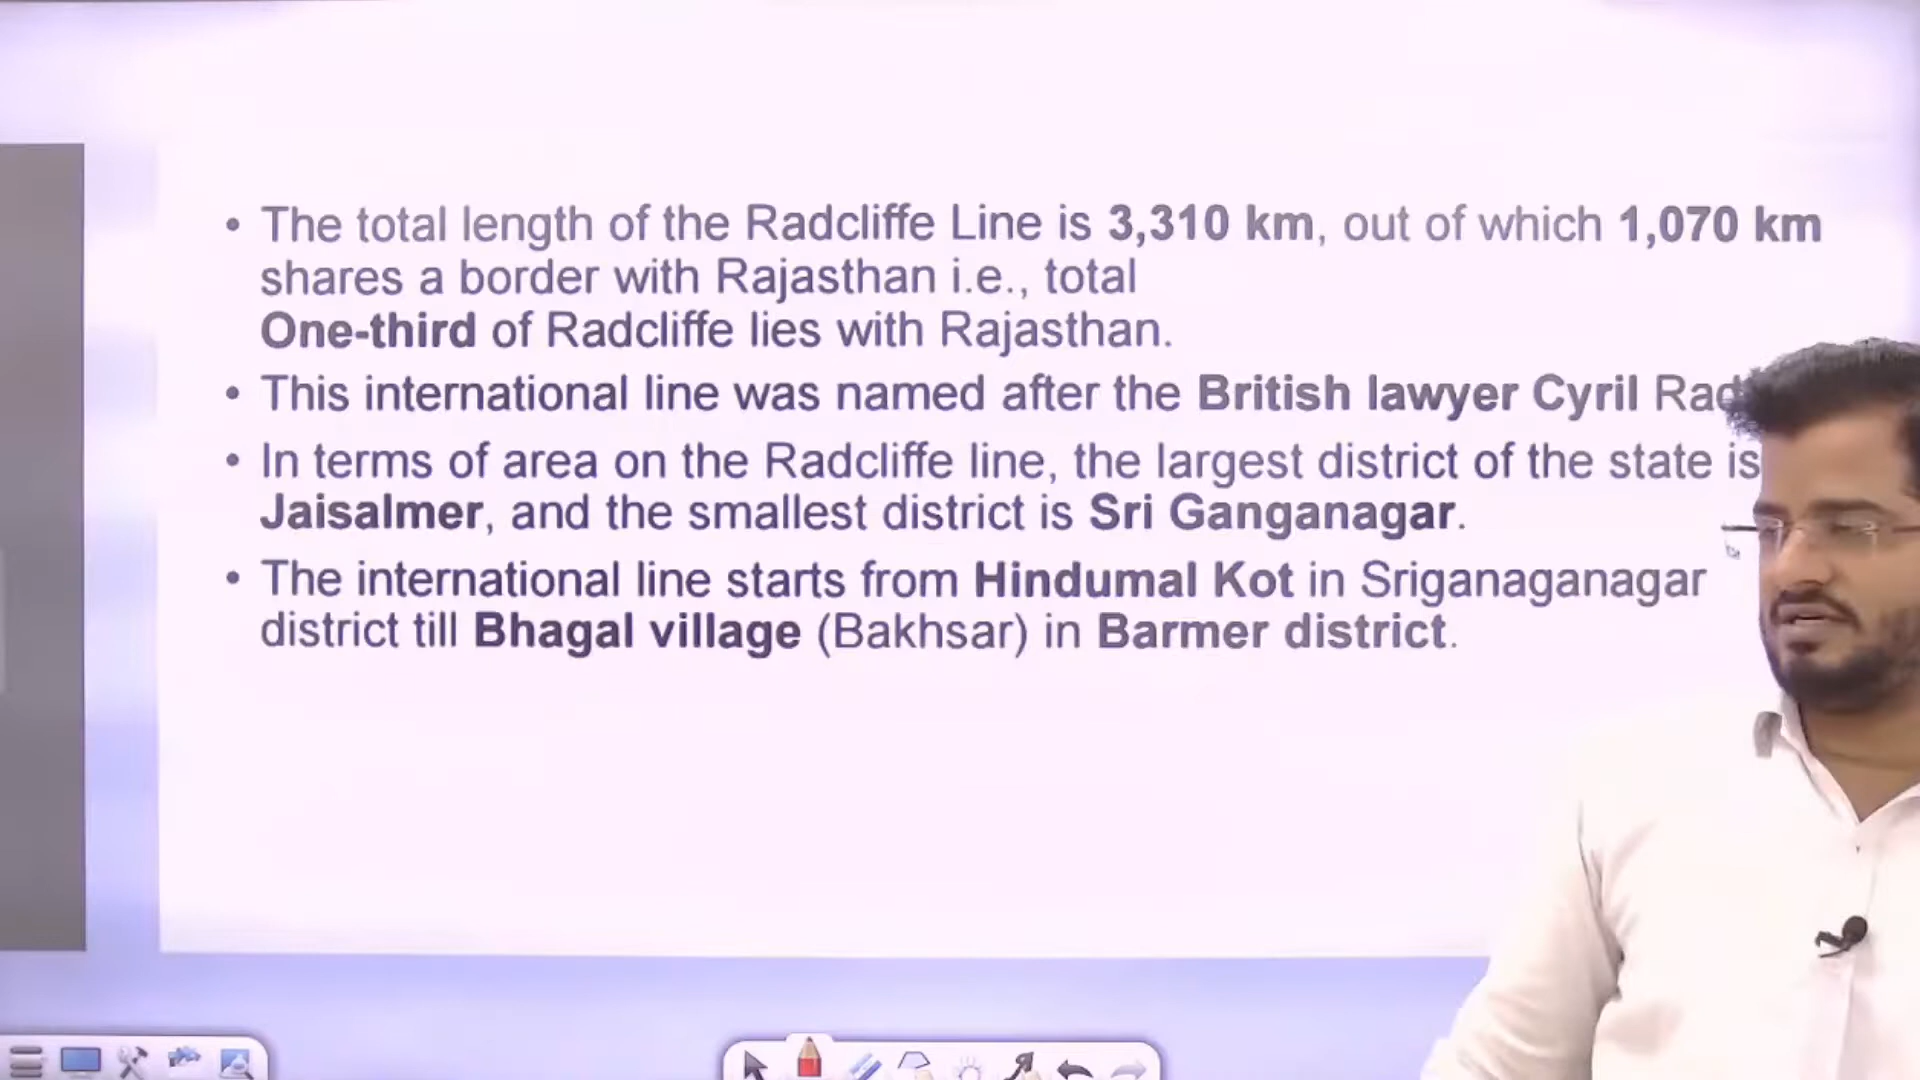 • The total length of the Radcliffe Line is 3,310 km, out of which 1,070 km
shares a border with Rajasthan i.e., total
One-third of Radcliffe lies with Rajasthan.
• This international line was named after the British lawyer Cyril
• In terms of area on the Radcliffe line, the largest district of the state is
Jaisalmer, and the smallest district is Sri Ganganagar.
• The international line starts from Hindumal Kot in Sriganaganagar
district till Bhagal village (Bakhsar) in Barmer district.